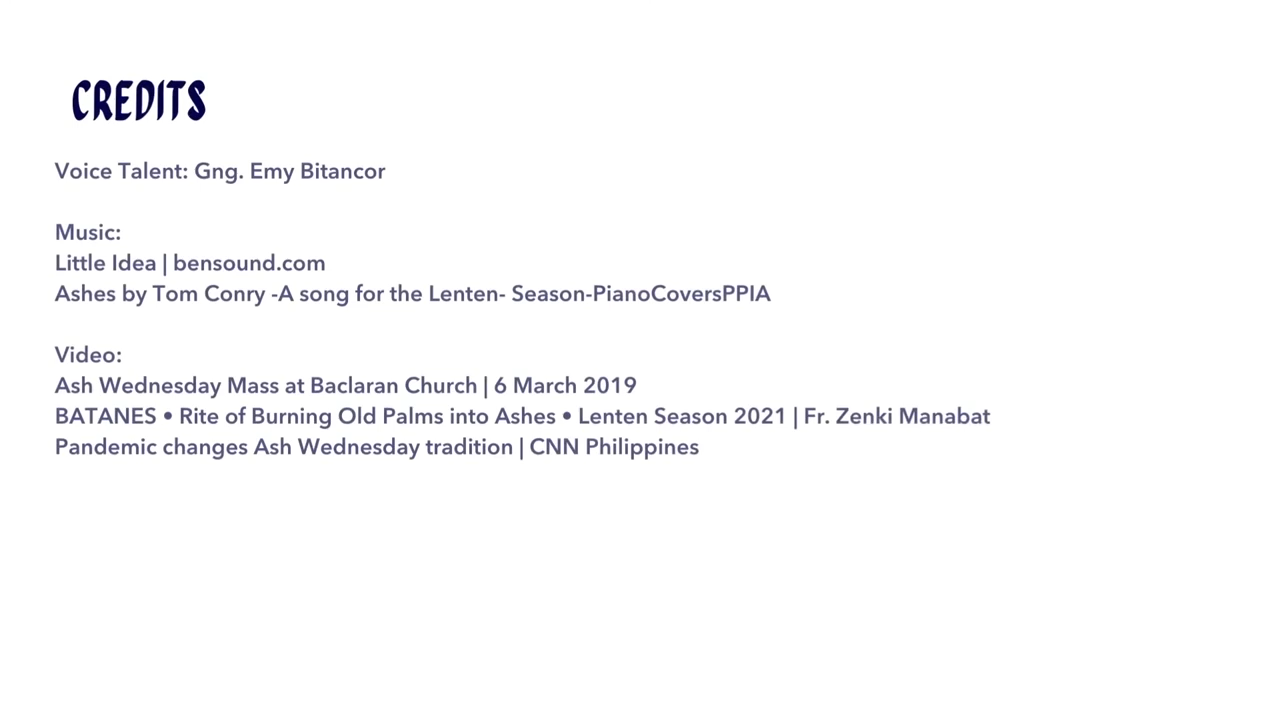 CREDITS
Voice Talent: Gng. Emy Bitancor
Music:
Little Idea | bensound.com
Ashes by Tom Conry -A song for the Lenten- Season-PianoCoversPPIA
Video:
Ash Wednesday Mass at Baclaran Church | 6 March 2019
BATANES • Rite of Burning Old Palms into Ashes • Lenten Season 2021 | Fr. Zenki Manabat
Pandemic changes Ash Wednesday tradition | CNN Philippines